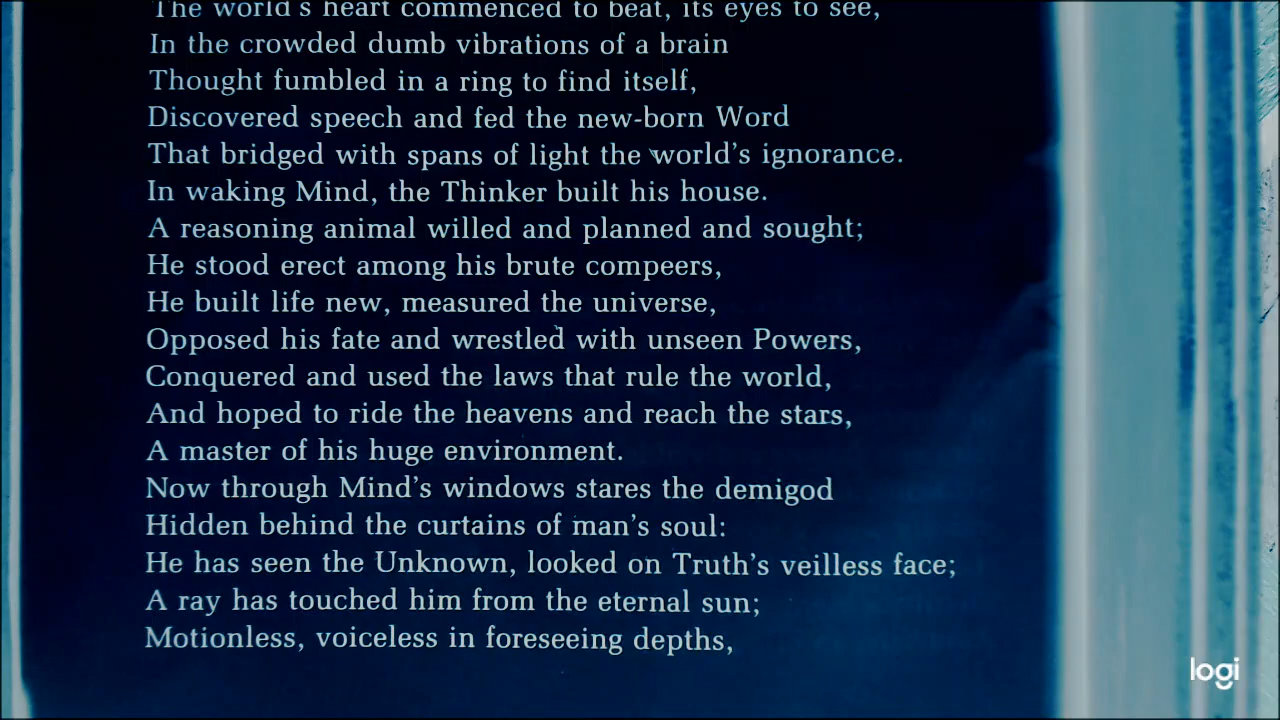 The world's heart commenced to beat, its eyes to see,
In the crowded dumb vibrations of a brain
Thought fumbled in a ring to find itself,
Discovered speech and fed the new-born Word
That bridged with spans of light the world's ignorance.
In waking Mind, the Thinker built his house.
A reasoning animal willed and planned and sought;
He stood erect among his brute compeers,
He built life new, measured the universe,
Opposed his fate and wrestled with unseen Powers,
Conquered and used the laws that rule the world,
And hoped to ride the heavens and reach the stars,
A master of his huge environment.
Now through Mind's windows stares the demigod
Hidden behind the curtains of man's soul:
He has seen the Unknown, looked on Truth's veilless face;
A ray has touched him from the eternal sun;
Motionless, voiceless in foreseeing depths,
logi